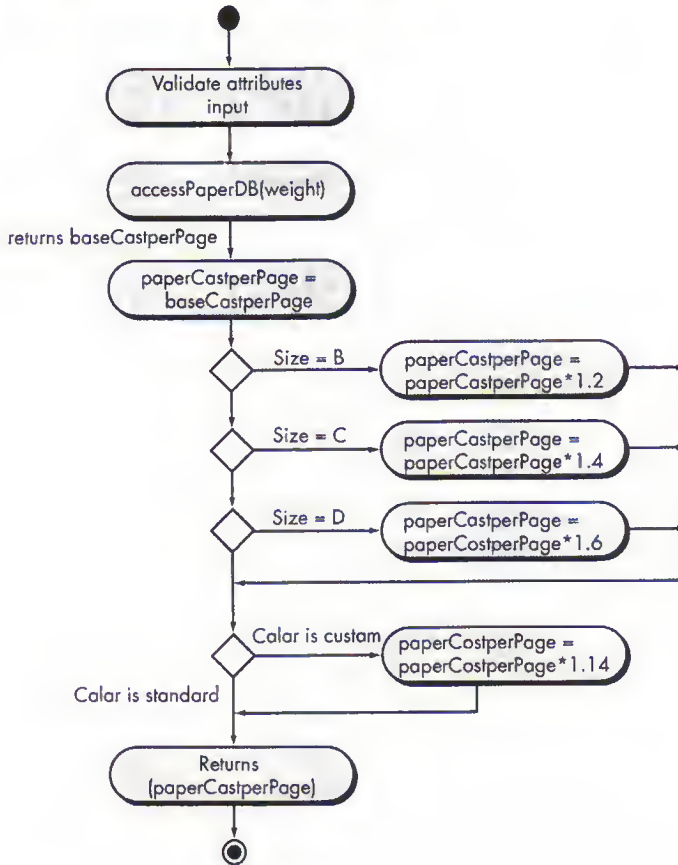 Validate attributes
input
accessPaperDB(weight)
returns baseCastperPage
paperCastperPage =
baseCastperPage
Size = B
paperCastperPage =
paperCastperPage*1.2
Size = C
paperCastperPage =
paperCastperPage*1.4
Size = D
paperCastperPage =
paperCostperPage*1.6
Calar is custam
paperCostperPage =
paperCostperPage*1.14
Calar is standard
Returns
(paperCastperPage)